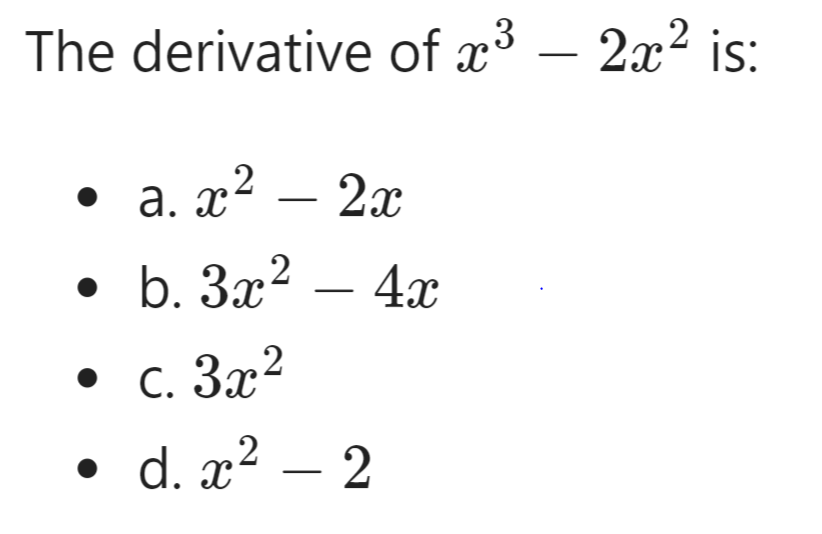 The derivative of x³ − 2x² is:
• a. x² − 2x
• b. 3x² − 4x
• c. 3x²
• d. x² − 2